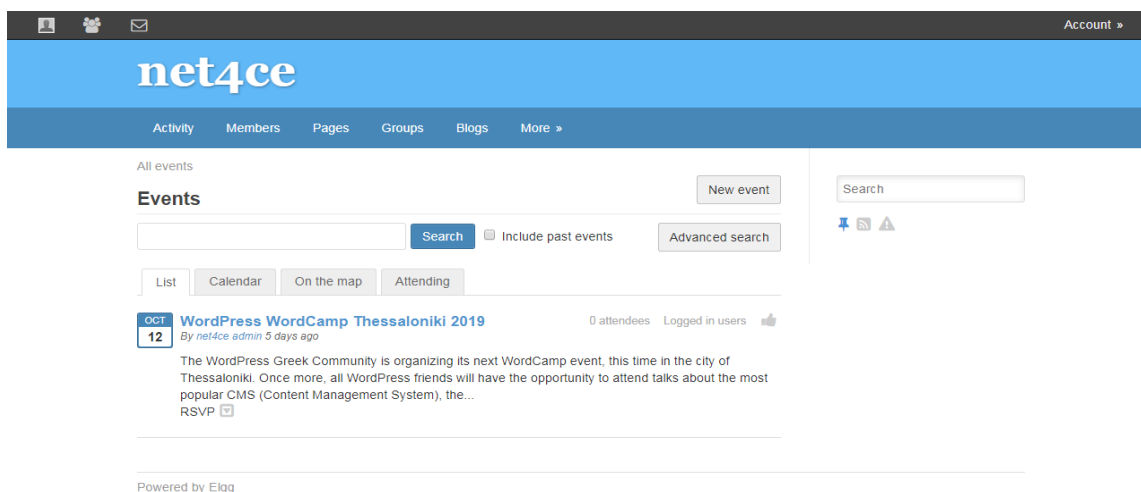 Account »
net4ce
Activity Members Pages Groups Blogs More »
All events
Events
New event
Search
Search
Include past events
Advanced search
List Calendar On the map Attending
OCT
12
WordPress WordCamp Thessaloniki 2019
0 attendees Logged in users
By net4ce admin 5 days ago
The WordPress Greek Community is organizing its next WordCamp event, this time in the city of
Thessaloniki. Once more, all WordPress friends will have the opportunity to attend talks about the most
popular CMS (Content Management System), the...
RSVP
Powered by Elgg